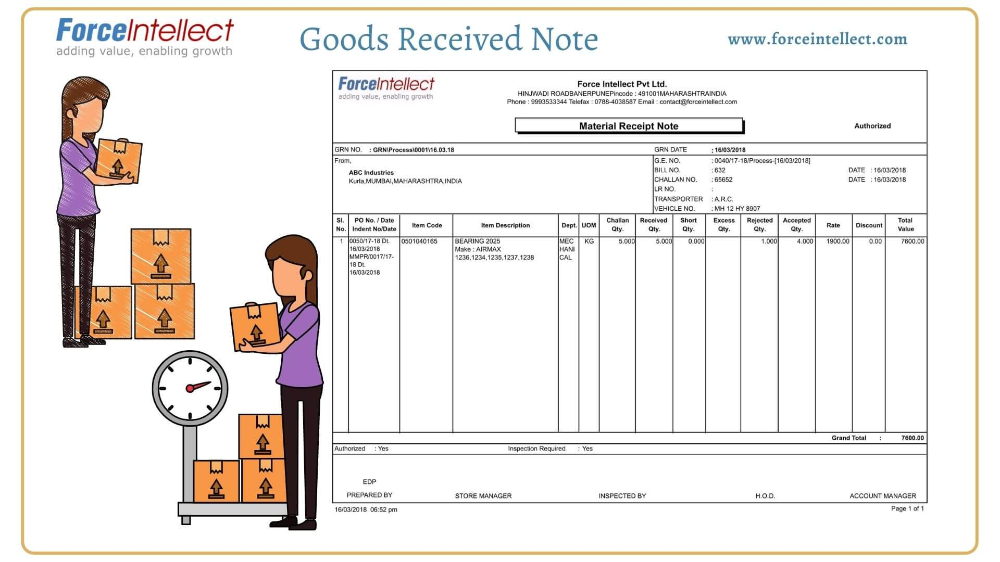 ForceIntellect
adding value, enabling growth
Goods Received Note
www.forceintellect.com
ForceIntellect
adding value, enabling growth
Force Intellect Pvt Ltd.
HINJWADI ROADBANERPUNEPincode : 491001MAHARASHTRAINDIA
Phone : 9993533344 Telefax : 0788-4038587 Email : contact@forceintellect.com
Material Receipt Note
Authorized
GRN NO. : GRN\Process\0001\16.03.18 GRN DATE : 16/03/2018
From,
ABC Industries
Kurla,MUMBAI,MAHARASHTRA,INDIA
G.E. NO. : 0040/17-18/Process-[16/03/2018]
BILL NO. : 632 DATE : 16/03/2018
CHALLAN NO. : 65652 DATE : 16/03/2018
LR NO. :
TRANSPORTER : A.R.C.
VEHICLE NO. : MH 12 HY 8907
Sl. PO No. / Date Challan Received Short Excess Rejected Accepted Total
Item Code Item Description Dept. UOM Rate Discount
No. Indent No/Date Qty. Qty. Qty. Qty. Qty. Qty. Value
1 0050/17-18 Dt. 0501040165 BEARING 2025 MEC KG 5.000 5.000 0.000 1.000 4.000 1900.00 0.00 7600.00
16/03/2018 Make : AIRMAX HANI
MMPR/0017/17- 1236,1234,1235,1237,1238 CAL
18 Dt.
16/03/2018
Grand Total : 7600.00
Authorized : Yes Inspection Required : Yes
EDP
PREPARED BY STORE MANAGER INSPECTED BY H.O.D. ACCOUNT MANAGER
16/03/2018 06:52 pm Page 1 of 1